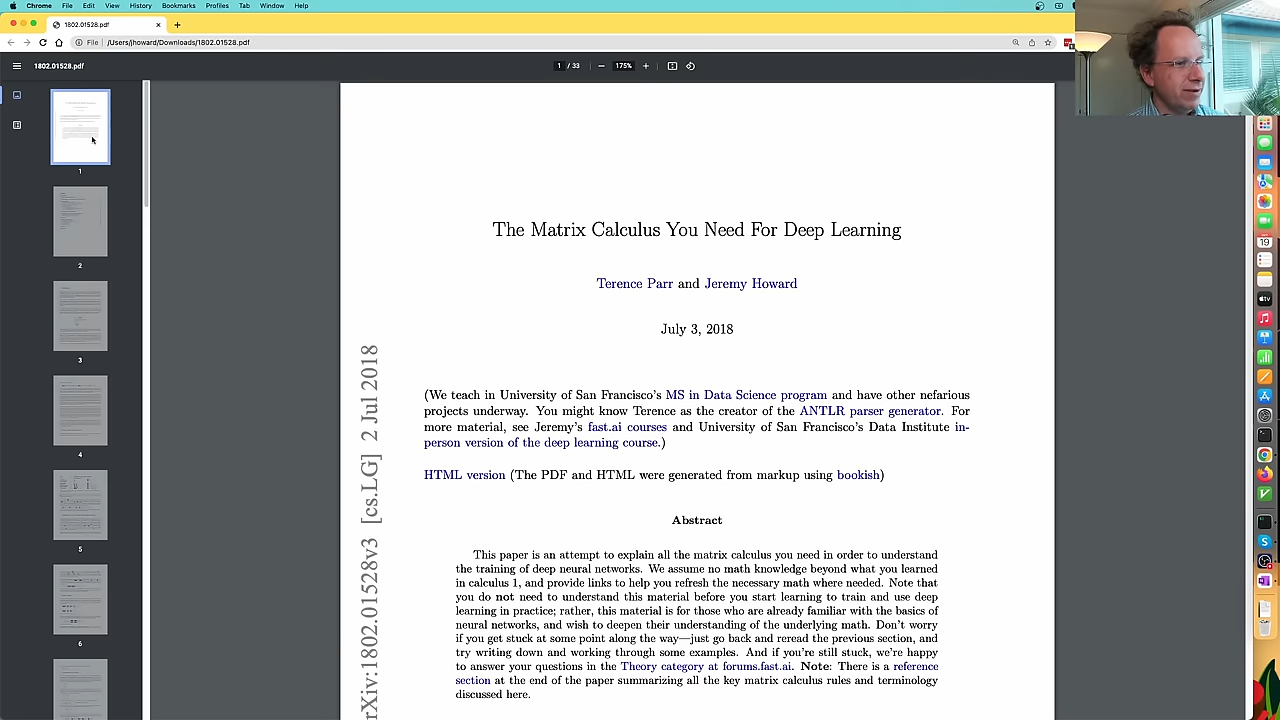 Chrome File Edit View History Bookmarks Profiles Tab Window Help
1802.01528.pdf
File /Users/jhoward/Downloads/1802.01528.pdf
1802.01528.pdf
1 / 33
175%
1
2
3
4
5
6
19
The Matrix Calculus You Need For Deep Learning
Terence Parr and Jeremy Howard
July 3, 2018
(We teach in University of San Francisco's MS in Data Science program and have other nefarious
projects underway. You might know Terence as the creator of the ANTLR parser generator. For
more material, see Jeremy's fast.ai courses and University of San Francisco's Data Institute in-
person version of the deep learning course.)
HTML version (The PDF and HTML were generated from markup using bookish)
Abstract
This paper is an attempt to explain all the matrix calculus you need in order to understand
the training of deep neural networks. We assume no math knowledge beyond what you learned
in calculus 1, and provide links to help you refresh the necessary math where needed. Note that
you do not need to understand this material before you start learning to train and use deep
learning in practice; rather, this material is for those who are already familiar with the basics of
neural networks, and wish to deepen their understanding of the underlying math. Don't worry
if you get stuck at some point along the way—just go back and reread the previous section, and
try writing down and working through some examples. And if you're still stuck, we're happy
to answer your questions in the Theory category at forums.fast.ai. Note: There is a reference
section at the end of the paper summarizing all the key matrix calculus rules and terminology
discussed here.
rXiv:1802.01528v3 [cs.LG] 2 Jul 2018